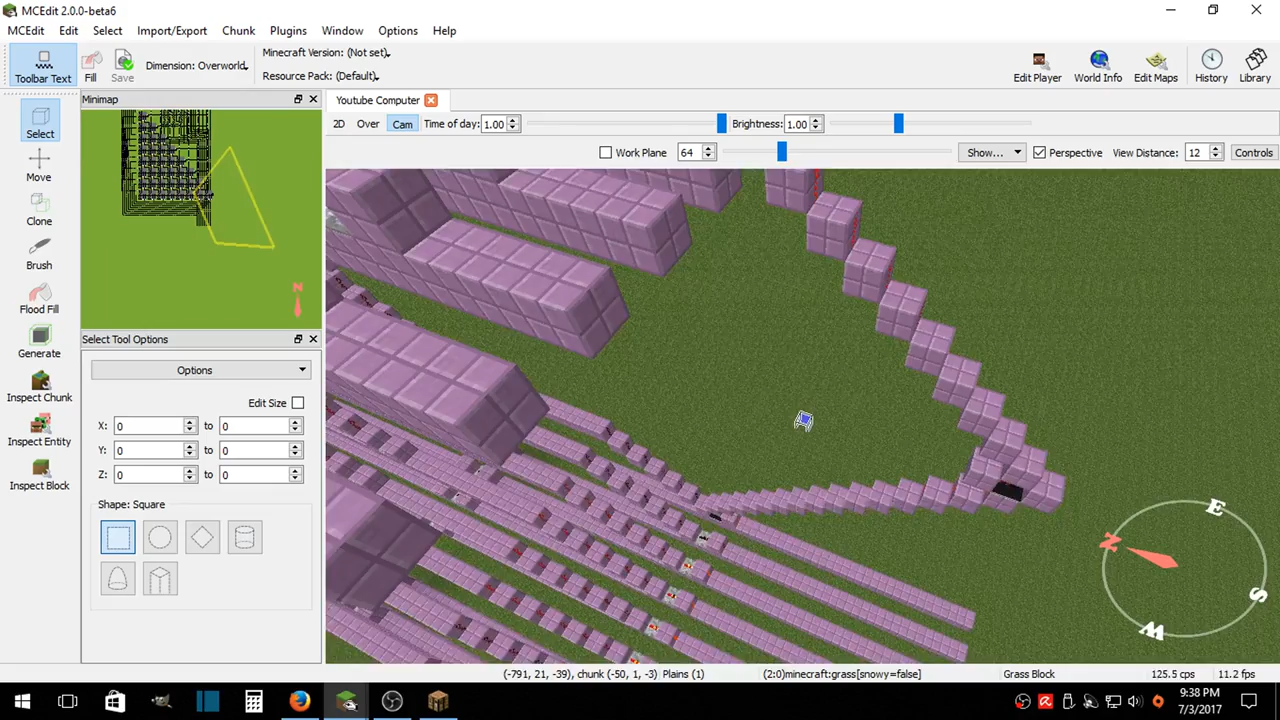 MCEdit 2.0.0-beta6
MCEdit Edit Select Import/Export Chunk Plugins Window Options Help
Toolbar Text Fill Save Dimension: Overworld Minecraft Version: (Not set)
Resource Pack: (Default) Edit Player World Info Edit Maps History Library
Minimap Youtube Computer
2D Over Cam Time of day: 1.00 Brightness: 1.00
Work Plane 64 Show... Perspective View Distance: 12 Controls
Select
Move
Clone
Brush
Flood Fill
Generate
Inspect Chunk
Inspect Entity
Inspect Block
N
Select Tool Options
Options
Edit Size
X: 0 to 0
Y: 0 to 0
Z: 0 to 0
Shape: Square
E
N
S
W
(-791, 21, -39), chunk (-50, 1, -3) Plains (1) (2:0)minecraft:grass[snowy=false] Grass Block 125.5 cps 11.2 fps
9:38 PM
7/3/2017